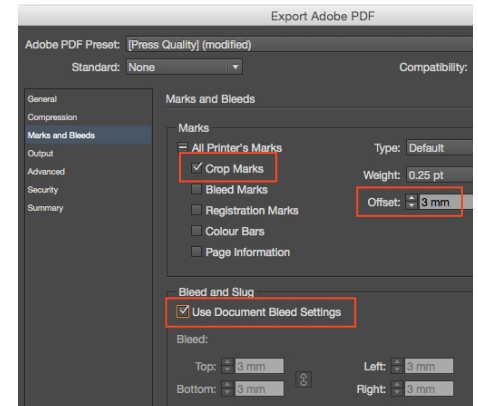 Export Adobe PDF
Adobe PDF Preset: [Press Quality] (modified)
Standard: None Compatibility:
General
Compression
Marks and Bleeds
Output
Advanced
Security
Summary
Marks and Bleeds
Marks
All Printer's Marks
Crop Marks
Bleed Marks
Registration Marks
Colour Bars
Page Information
Type: Default
Weight: 0.25 pt
Offset: 3 mm
Bleed and Slug
Use Document Bleed Settings
Bleed:
Top: 3 mm Left: 3 mm
Bottom: 3 mm Right: 3 mm